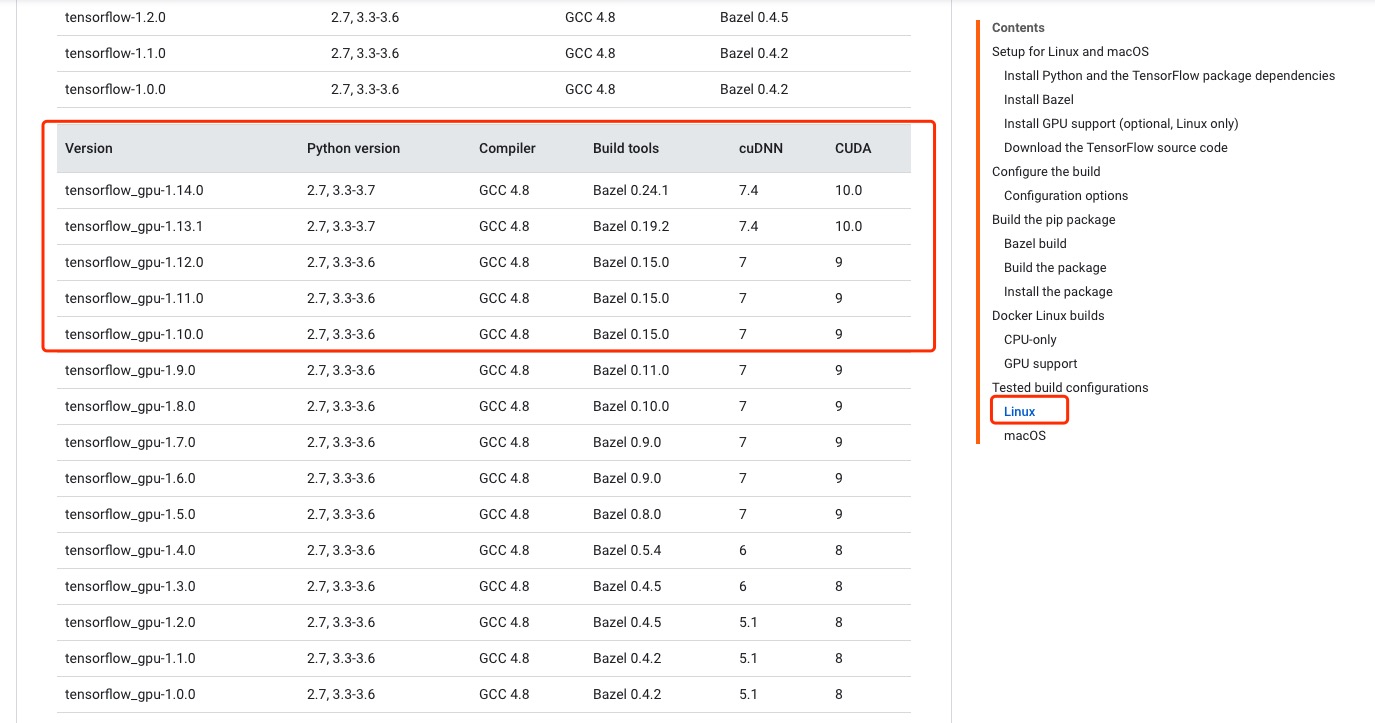 tensorflow-1.2.0 2.7, 3.3-3.6 GCC 4.8 Bazel 0.4.5
tensorflow-1.1.0 2.7, 3.3-3.6 GCC 4.8 Bazel 0.4.2
tensorflow-1.0.0 2.7, 3.3-3.6 GCC 4.8 Bazel 0.4.2
Version Python version Compiler Build tools cuDNN CUDA
tensorflow_gpu-1.14.0 2.7, 3.3-3.7 GCC 4.8 Bazel 0.24.1 7.4 10.0
tensorflow_gpu-1.13.1 2.7, 3.3-3.7 GCC 4.8 Bazel 0.19.2 7.4 10.0
tensorflow_gpu-1.12.0 2.7, 3.3-3.6 GCC 4.8 Bazel 0.15.0 7 9
tensorflow_gpu-1.11.0 2.7, 3.3-3.6 GCC 4.8 Bazel 0.15.0 7 9
tensorflow_gpu-1.10.0 2.7, 3.3-3.6 GCC 4.8 Bazel 0.15.0 7 9
tensorflow_gpu-1.9.0 2.7, 3.3-3.6 GCC 4.8 Bazel 0.11.0 7 9
tensorflow_gpu-1.8.0 2.7, 3.3-3.6 GCC 4.8 Bazel 0.10.0 7 9
tensorflow_gpu-1.7.0 2.7, 3.3-3.6 GCC 4.8 Bazel 0.9.0 7 9
tensorflow_gpu-1.6.0 2.7, 3.3-3.6 GCC 4.8 Bazel 0.9.0 7 9
tensorflow_gpu-1.5.0 2.7, 3.3-3.6 GCC 4.8 Bazel 0.8.0 7 9
tensorflow_gpu-1.4.0 2.7, 3.3-3.6 GCC 4.8 Bazel 0.5.4 6 8
tensorflow_gpu-1.3.0 2.7, 3.3-3.6 GCC 4.8 Bazel 0.4.5 6 8
tensorflow_gpu-1.2.0 2.7, 3.3-3.6 GCC 4.8 Bazel 0.4.5 5.1 8
tensorflow_gpu-1.1.0 2.7, 3.3-3.6 GCC 4.8 Bazel 0.4.2 5.1 8
tensorflow_gpu-1.0.0 2.7, 3.3-3.6 GCC 4.8 Bazel 0.4.2 5.1 8
Contents
Setup for Linux and macOS
Install Python and the TensorFlow package dependencies
Install Bazel
Install GPU support (optional, Linux only)
Download the TensorFlow source code
Configure the build
Configuration options
Build the pip package
Bazel build
Build the package
Install the package
Docker Linux builds
CPU-only
GPU support
Tested build configurations
Linux
macOS